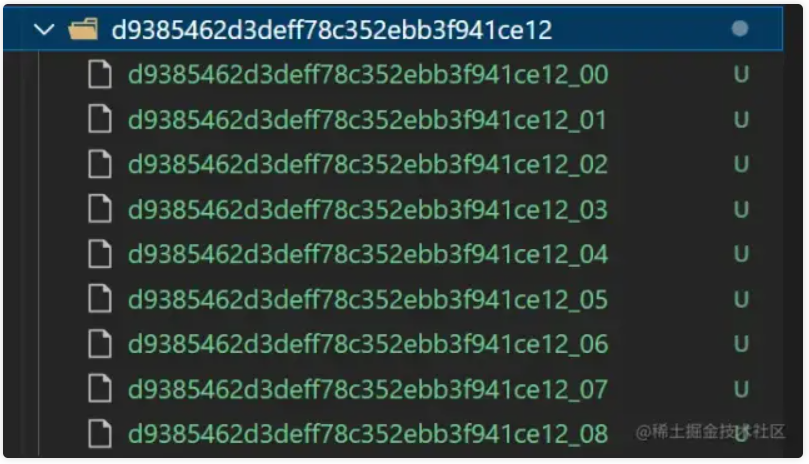 d9385462d3deff78c352ebb3f941ce12
d9385462d3deff78c352ebb3f941ce12_00 U
d9385462d3deff78c352ebb3f941ce12_01 U
d9385462d3deff78c352ebb3f941ce12_02 U
d9385462d3deff78c352ebb3f941ce12_03 U
d9385462d3deff78c352ebb3f941ce12_04 U
d9385462d3deff78c352ebb3f941ce12_05 U
d9385462d3deff78c352ebb3f941ce12_06 U
d9385462d3deff78c352ebb3f941ce12_07 U
d9385462d3deff78c352ebb3f941ce12_08 U
@稀土掘金技术社区